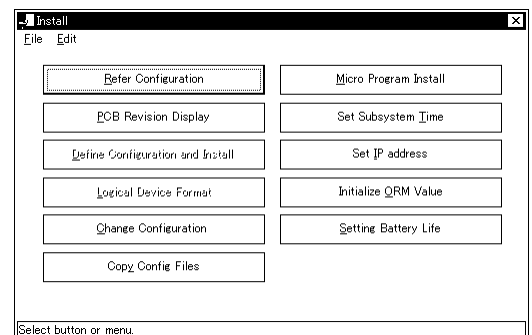 Install
File Edit
Refer Configuration
PCB Revision Display
Define Configuration and Install
Logical Device Format
Change Configuration
Copy Config Files
Micro Program Install
Set Subsystem Time
Set IP address
Initialize ORM Value
Setting Battery Life
Select button or menu.